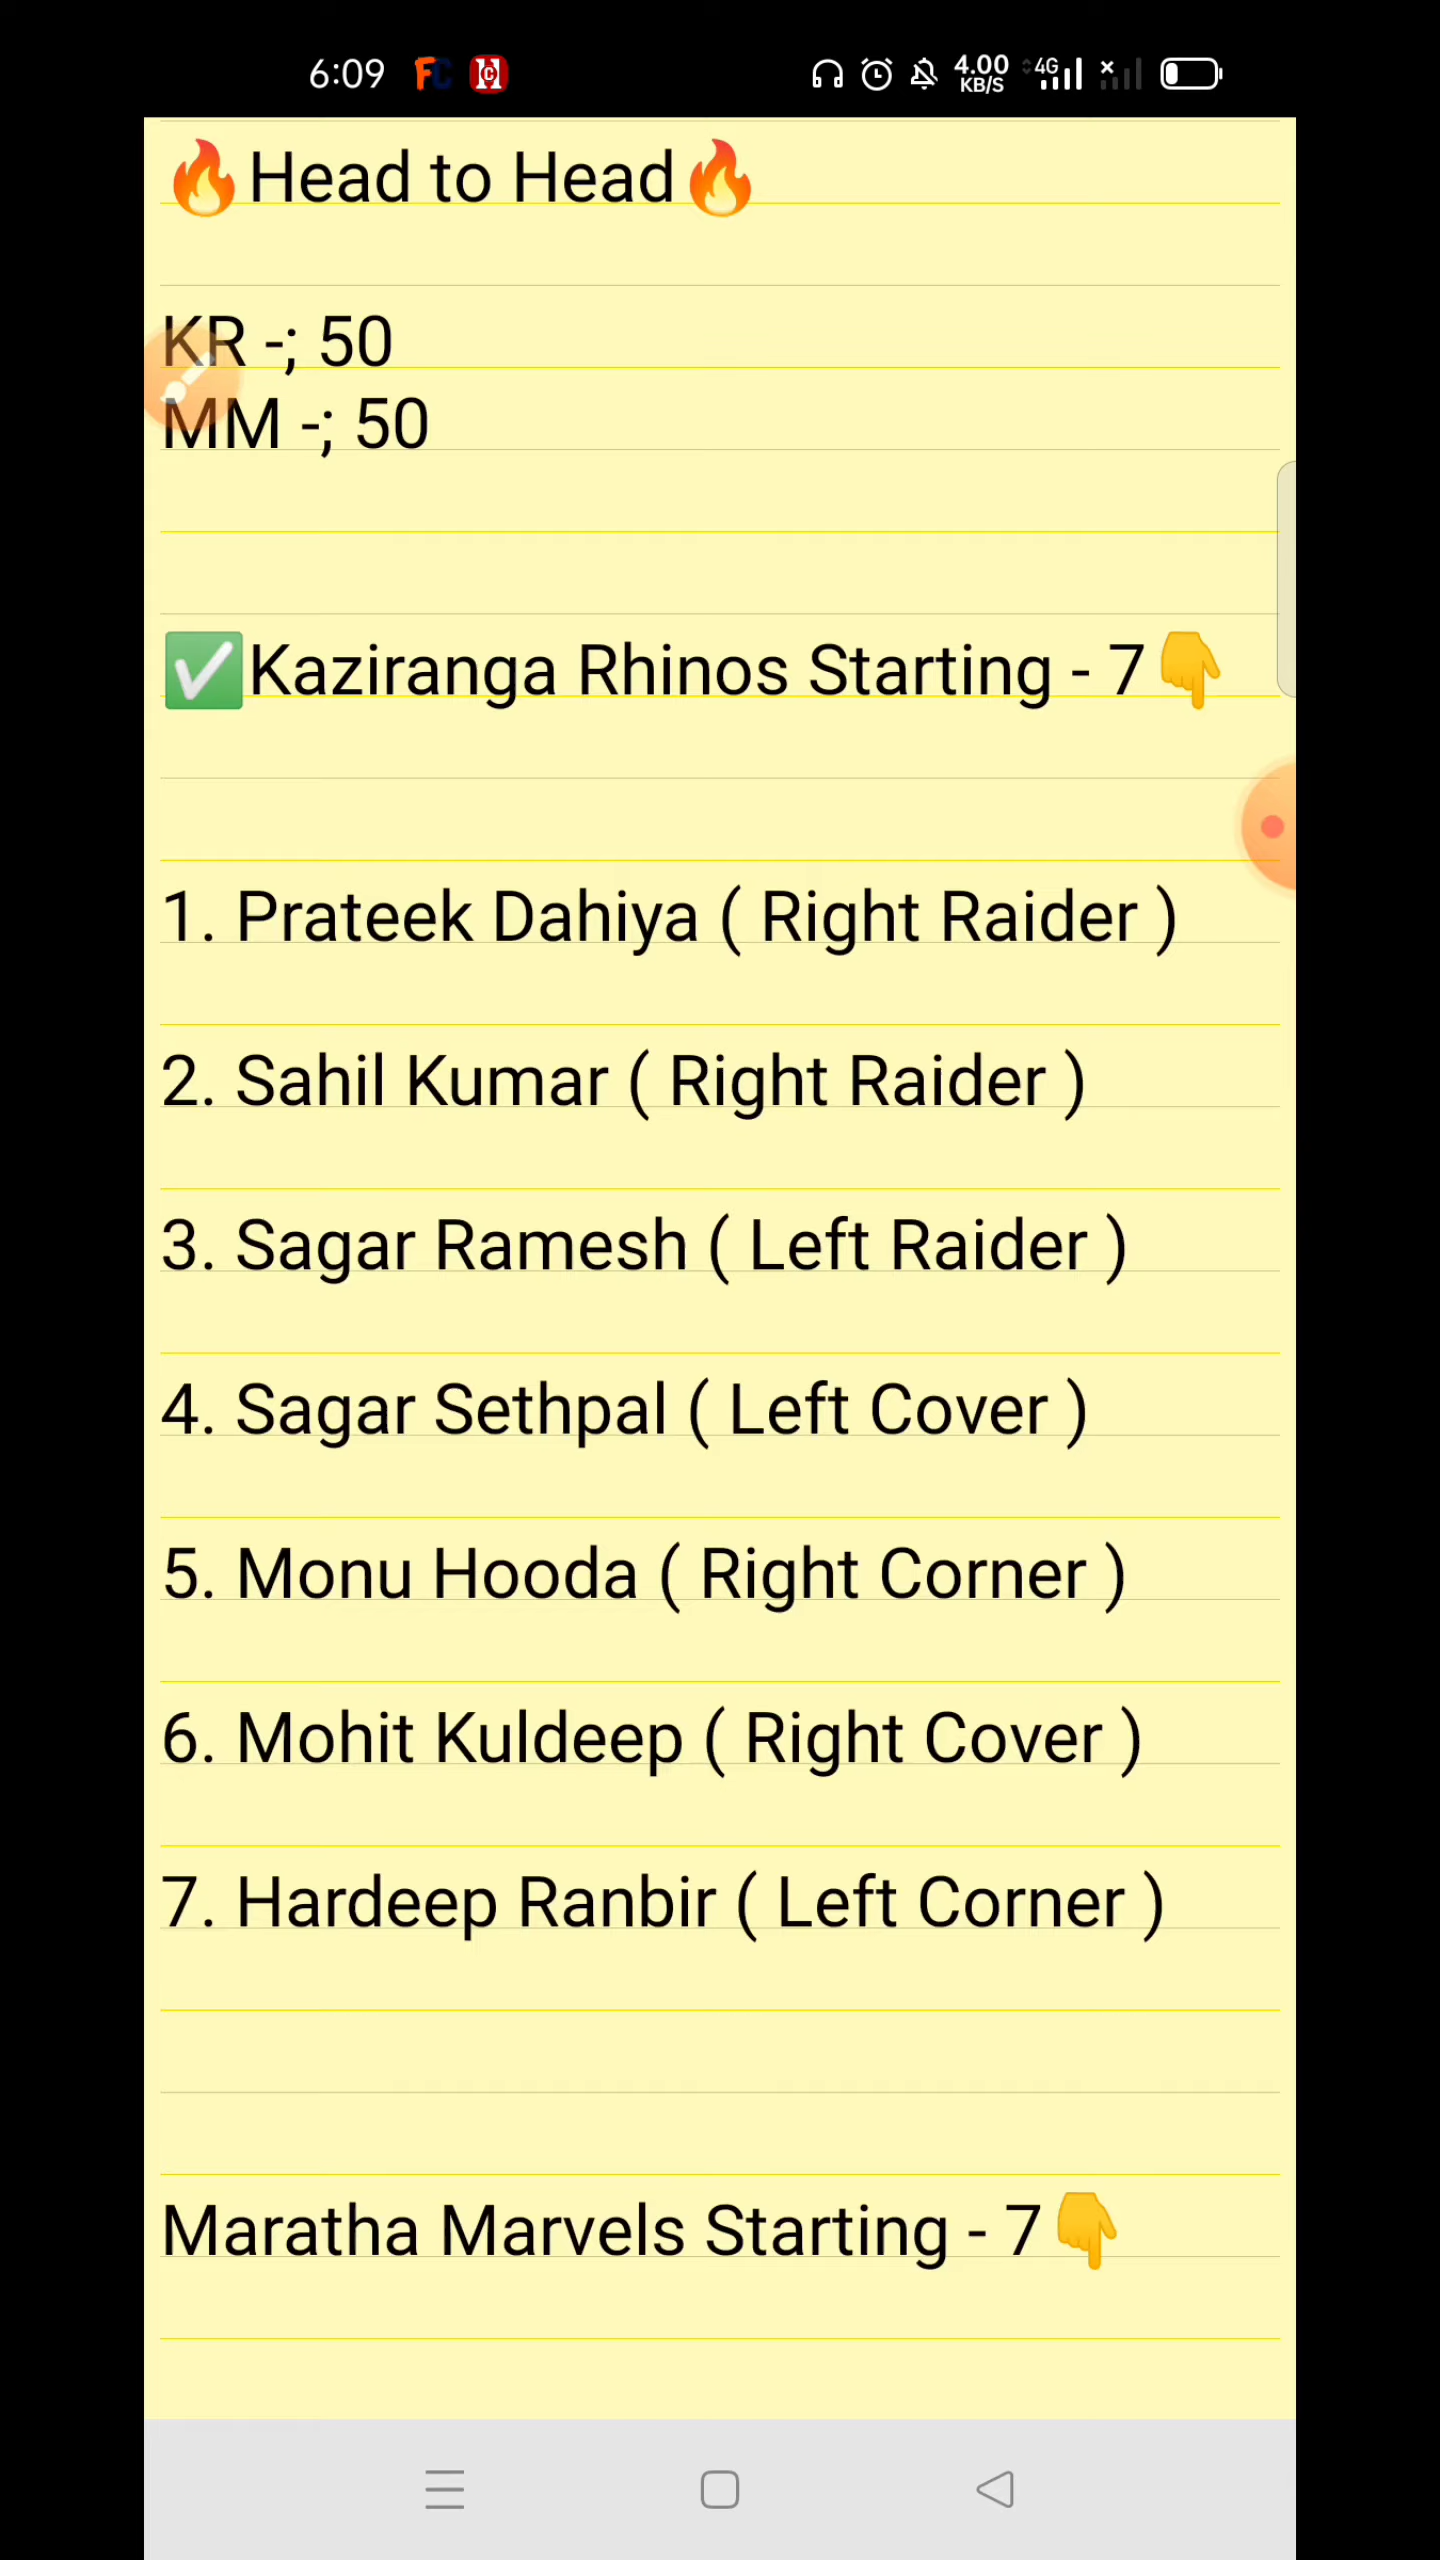 6:09 FC HC 4.00 KB/S 4G
🔥Head to Head🔥
KR -; 50
MM -; 50
✅Kaziranga Rhinos Starting - 7👇
1. Prateek Dahiya ( Right Raider )
2. Sahil Kumar ( Right Raider )
3. Sagar Ramesh ( Left Raider )
4. Sagar Sethpal ( Left Cover )
5. Monu Hooda ( Right Corner )
6. Mohit Kuldeep ( Right Cover )
7. Hardeep Ranbir ( Left Corner )
Maratha Marvels Starting - 7👇